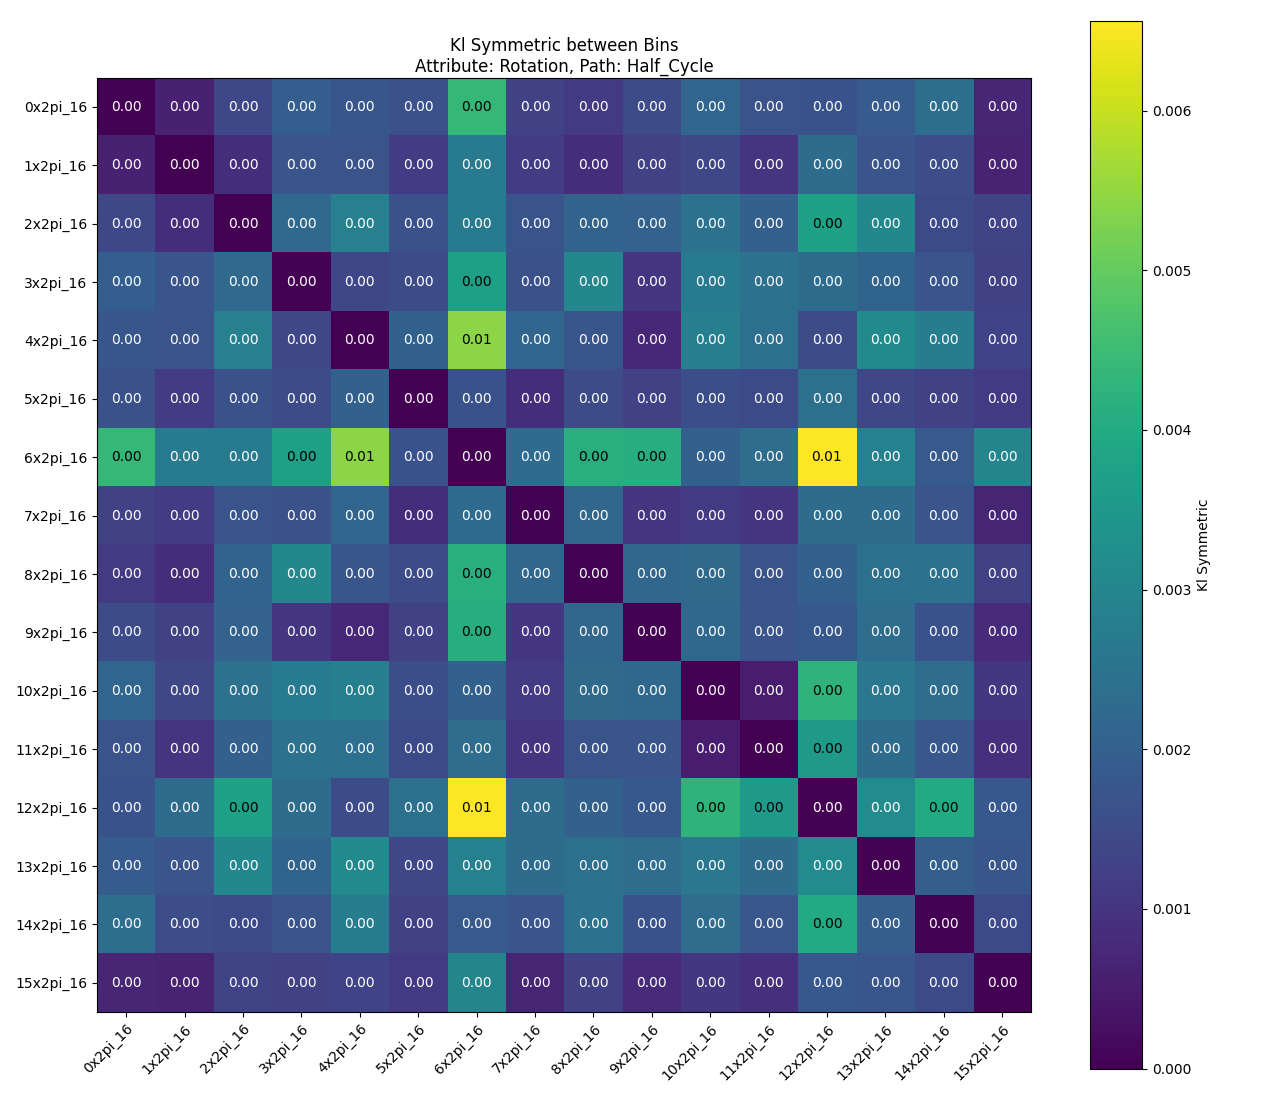 Kl Symmetric between Bins
Attribute: Rotation, Path: Half_Cycle
0x2pi_16 0.00 0.00 0.00 0.00 0.00 0.00 0.00 0.00 0.00 0.00 0.00 0.00 0.00 0.00 0.00 0.00
1x2pi_16 0.00 0.00 0.00 0.00 0.00 0.00 0.00 0.00 0.00 0.00 0.00 0.00 0.00 0.00 0.00 0.00
2x2pi_16 0.00 0.00 0.00 0.00 0.00 0.00 0.00 0.00 0.00 0.00 0.00 0.00 0.00 0.00 0.00 0.00
3x2pi_16 0.00 0.00 0.00 0.00 0.00 0.00 0.00 0.00 0.00 0.00 0.00 0.00 0.00 0.00 0.00 0.00
4x2pi_16 0.00 0.00 0.00 0.00 0.00 0.00 0.01 0.00 0.00 0.00 0.00 0.00 0.00 0.00 0.00 0.00
5x2pi_16 0.00 0.00 0.00 0.00 0.00 0.00 0.00 0.00 0.00 0.00 0.00 0.00 0.00 0.00 0.00 0.00
6x2pi_16 0.00 0.00 0.00 0.00 0.01 0.00 0.00 0.00 0.00 0.00 0.00 0.00 0.01 0.00 0.00 0.00
7x2pi_16 0.00 0.00 0.00 0.00 0.00 0.00 0.00 0.00 0.00 0.00 0.00 0.00 0.00 0.00 0.00 0.00
8x2pi_16 0.00 0.00 0.00 0.00 0.00 0.00 0.00 0.00 0.00 0.00 0.00 0.00 0.00 0.00 0.00 0.00
9x2pi_16 0.00 0.00 0.00 0.00 0.00 0.00 0.00 0.00 0.00 0.00 0.00 0.00 0.00 0.00 0.00 0.00
10x2pi_16 0.00 0.00 0.00 0.00 0.00 0.00 0.00 0.00 0.00 0.00 0.00 0.00 0.00 0.00 0.00 0.00
11x2pi_16 0.00 0.00 0.00 0.00 0.00 0.00 0.00 0.00 0.00 0.00 0.00 0.00 0.00 0.00 0.00 0.00
12x2pi_16 0.00 0.00 0.00 0.00 0.00 0.00 0.01 0.00 0.00 0.00 0.00 0.00 0.00 0.00 0.00 0.00
13x2pi_16 0.00 0.00 0.00 0.00 0.00 0.00 0.00 0.00 0.00 0.00 0.00 0.00 0.00 0.00 0.00 0.00
14x2pi_16 0.00 0.00 0.00 0.00 0.00 0.00 0.00 0.00 0.00 0.00 0.00 0.00 0.00 0.00 0.00 0.00
15x2pi_16 0.00 0.00 0.00 0.00 0.00 0.00 0.00 0.00 0.00 0.00 0.00 0.00 0.00 0.00 0.00 0.00
0x2pi_16 1x2pi_16 2x2pi_16 3x2pi_16 4x2pi_16 5x2pi_16 6x2pi_16 7x2pi_16 8x2pi_16 9x2pi_16 10x2pi_16 11x2pi_16 12x2pi_16 13x2pi_16 14x2pi_16 15x2pi_16
0.006
0.005
0.004
0.003
0.002
0.001
0.000
Kl Symmetric